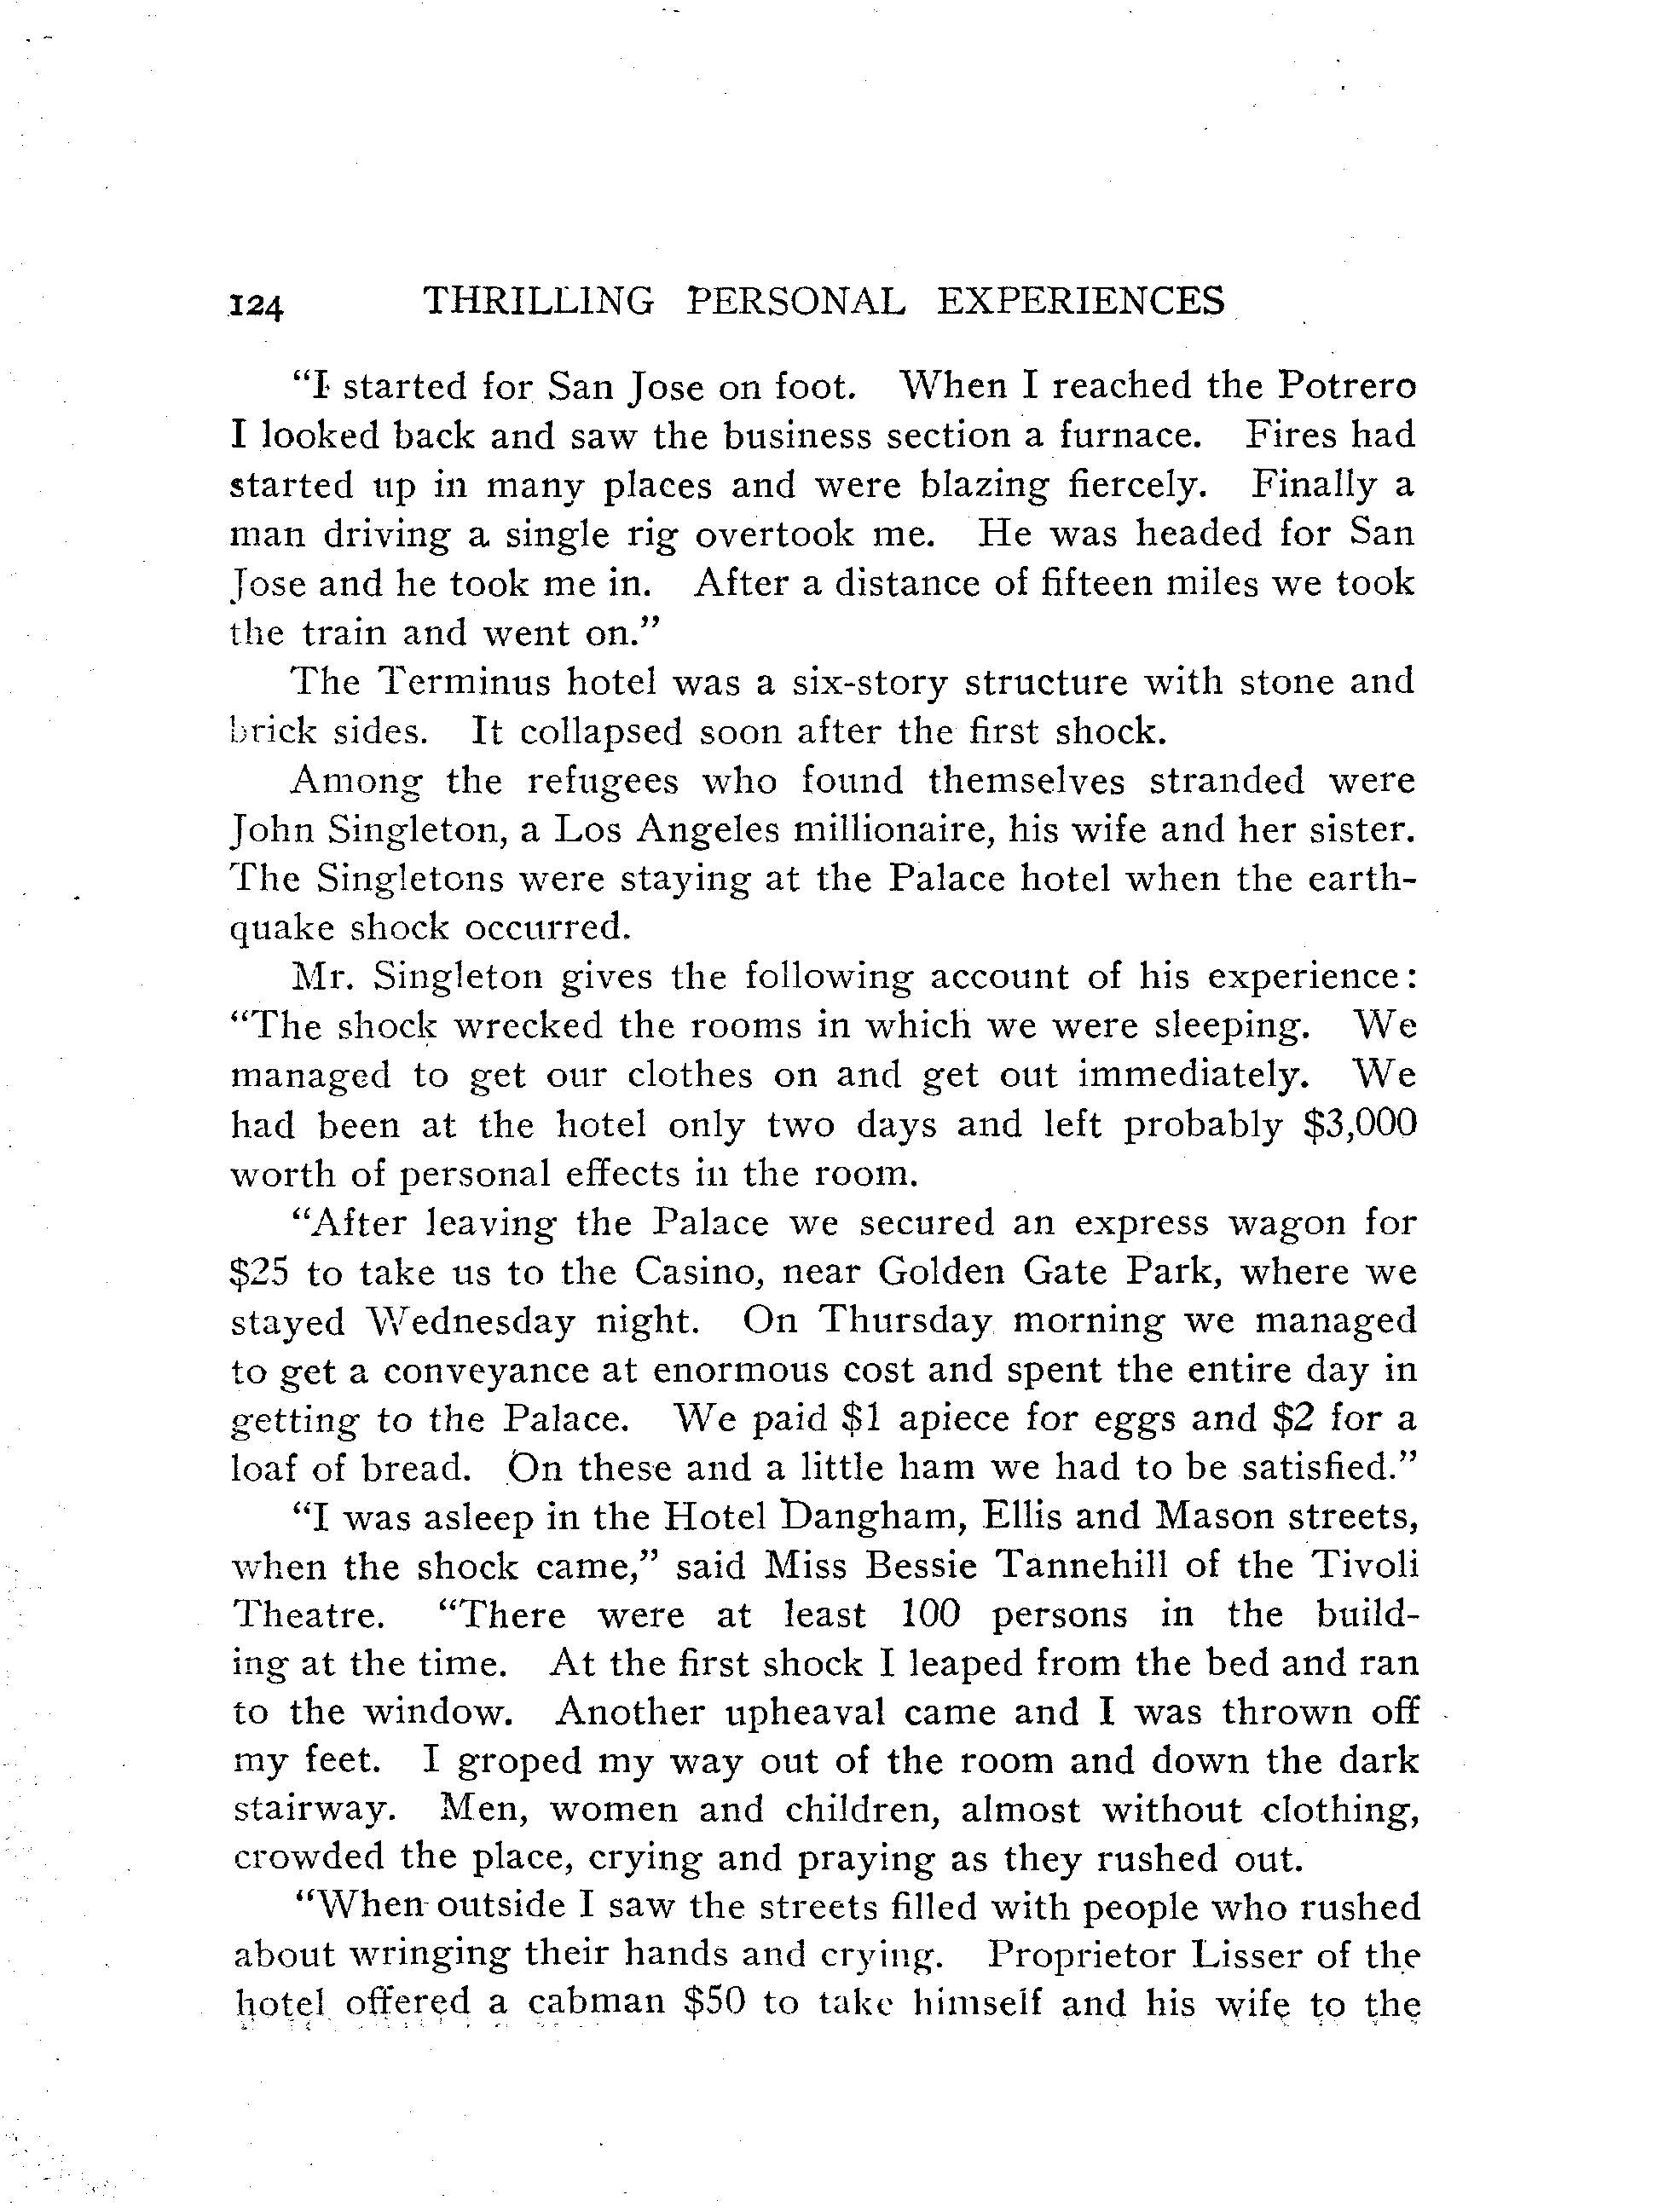 124 THRILLING PERSONAL EXPERIENCES
“I started for San Jose on foot. When I reached the Potrero
I looked back and saw the business section a furnace. Fires had
started up in many places and were blazing fiercely. Finally a
man driving a single rig overtook me. He was headed for San
Jose and he took me in. After a distance of fifteen miles we took
the train and went on.”
The Terminus hotel was a six-story structure with stone and
brick sides. It collapsed soon after the first shock.
Among the refugees who found themselves stranded were
John Singleton, a Los Angeles millionaire, his wife and her sister.
The Singletons were staying at the Palace hotel when the earth-
quake shock occurred.
Mr. Singleton gives the following account of his experience:
“The shock wrecked the rooms in which we were sleeping. We
managed to get our clothes on and get out immediately. We
had been at the hotel only two days and left probably $3,000
worth of personal effects in the room.
“After leaving the Palace we secured an express wagon for
$25 to take us to the Casino, near Golden Gate Park, where we
stayed Wednesday night. On Thursday morning we managed
to get a conveyance at enormous cost and spent the entire day in
getting to the Palace. We paid $1 apiece for eggs and $2 for a
loaf of bread. On these and a little ham we had to be satisfied.”
“I was asleep in the Hotel Dangham, Ellis and Mason streets,
when the shock came,” said Miss Bessie Tannehill of the Tivoli
Theatre. “There were at least 100 persons in the build-
ing at the time. At the first shock I leaped from the bed and ran
to the window. Another upheaval came and I was thrown off
my feet. I groped my way out of the room and down the dark
stairway. Men, women and children, almost without clothing,
crowded the place, crying and praying as they rushed out.
“When outside I saw the streets filled with people who rushed
about wringing their hands and crying. Proprietor Lisser of the
hotel offered a cabman $50 to take himself and his wife to the